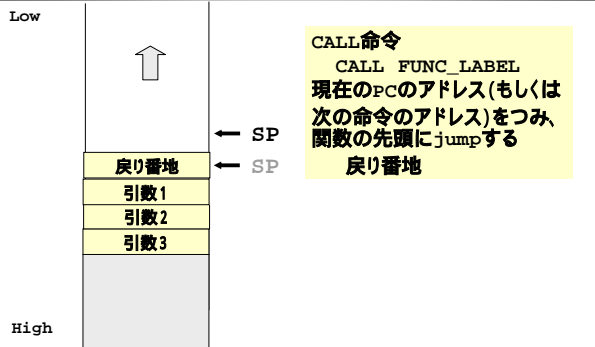 Low
SP
戻り番地
SP
引数1
引数2
引数3
High
CALL命令
CALL FUNC_LABEL
現在のPCのアドレス(もしくは
次の命令のアドレス)をつみ、
関数の先頭にjumpする
戻り番地